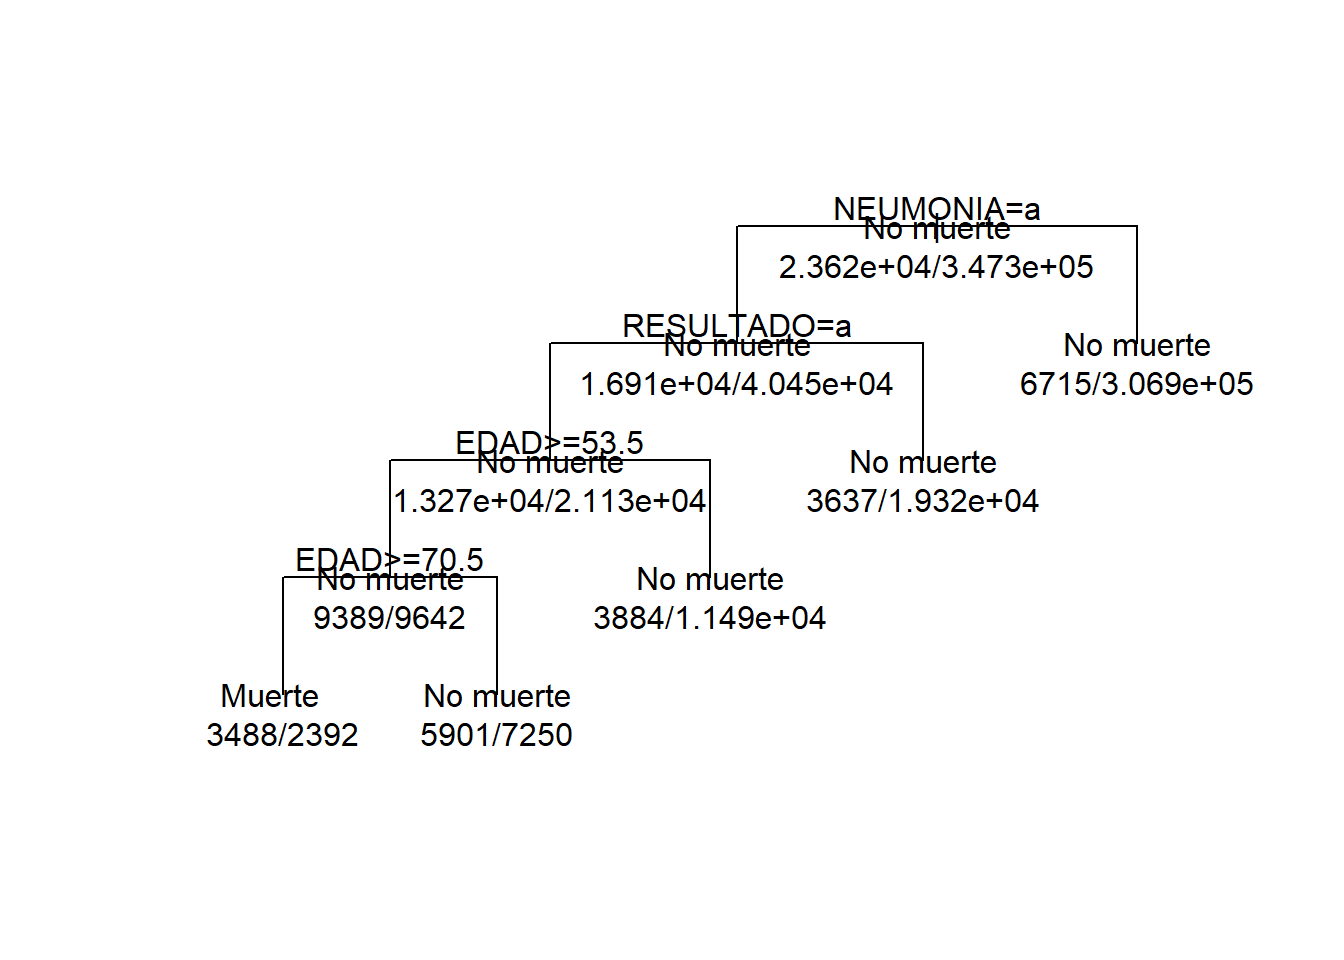 NEUMONIA=a
No muerte
2.362e+04/3.473e+05
RESULTADO=a
No muerte
1.691e+04/4.045e+04
No muerte
6715/3.069e+05
EDAD>=53.5
No muerte
1.327e+04/2.113e+04
No muerte
3637/1.932e+04
EDAD>=70.5
No muerte
9389/9642
No muerte
3884/1.149e+04
Muerte
3488/2392
No muerte
5901/7250